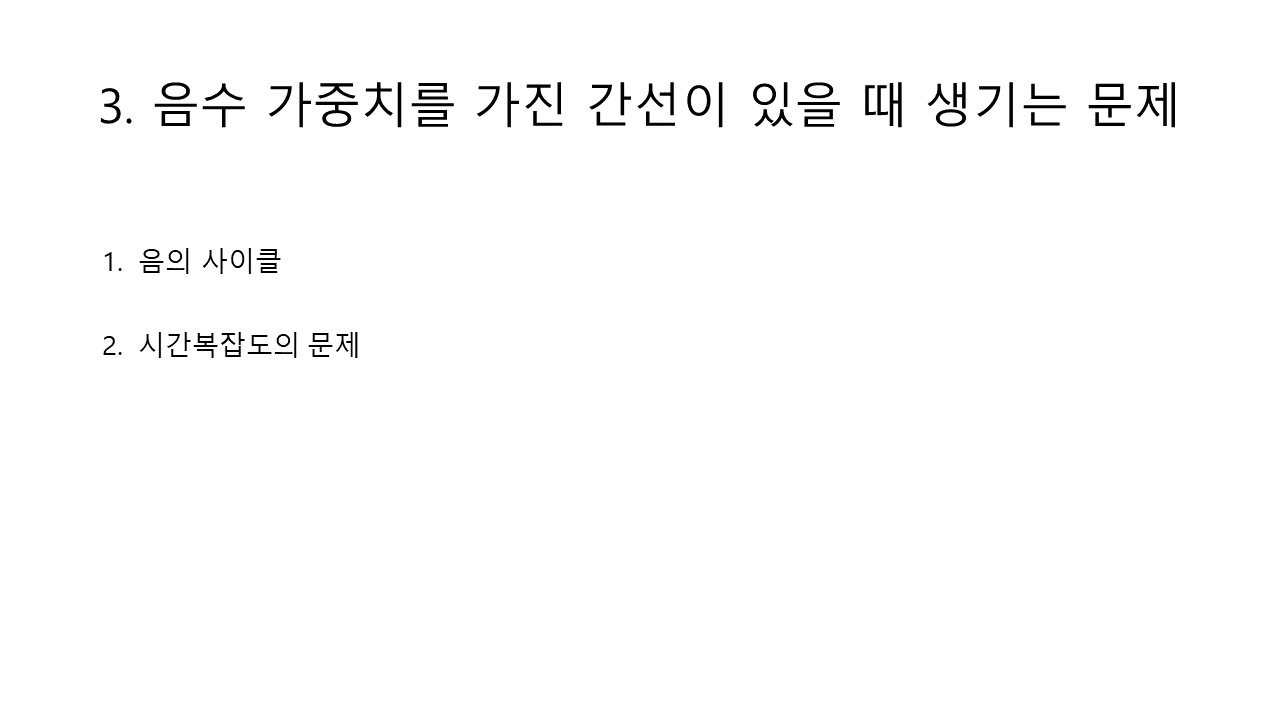 3. 음수 가중치를 가진 간선이 있을 때 생기는 문제
1. 음의 사이클
2. 시간복잡도의 문제